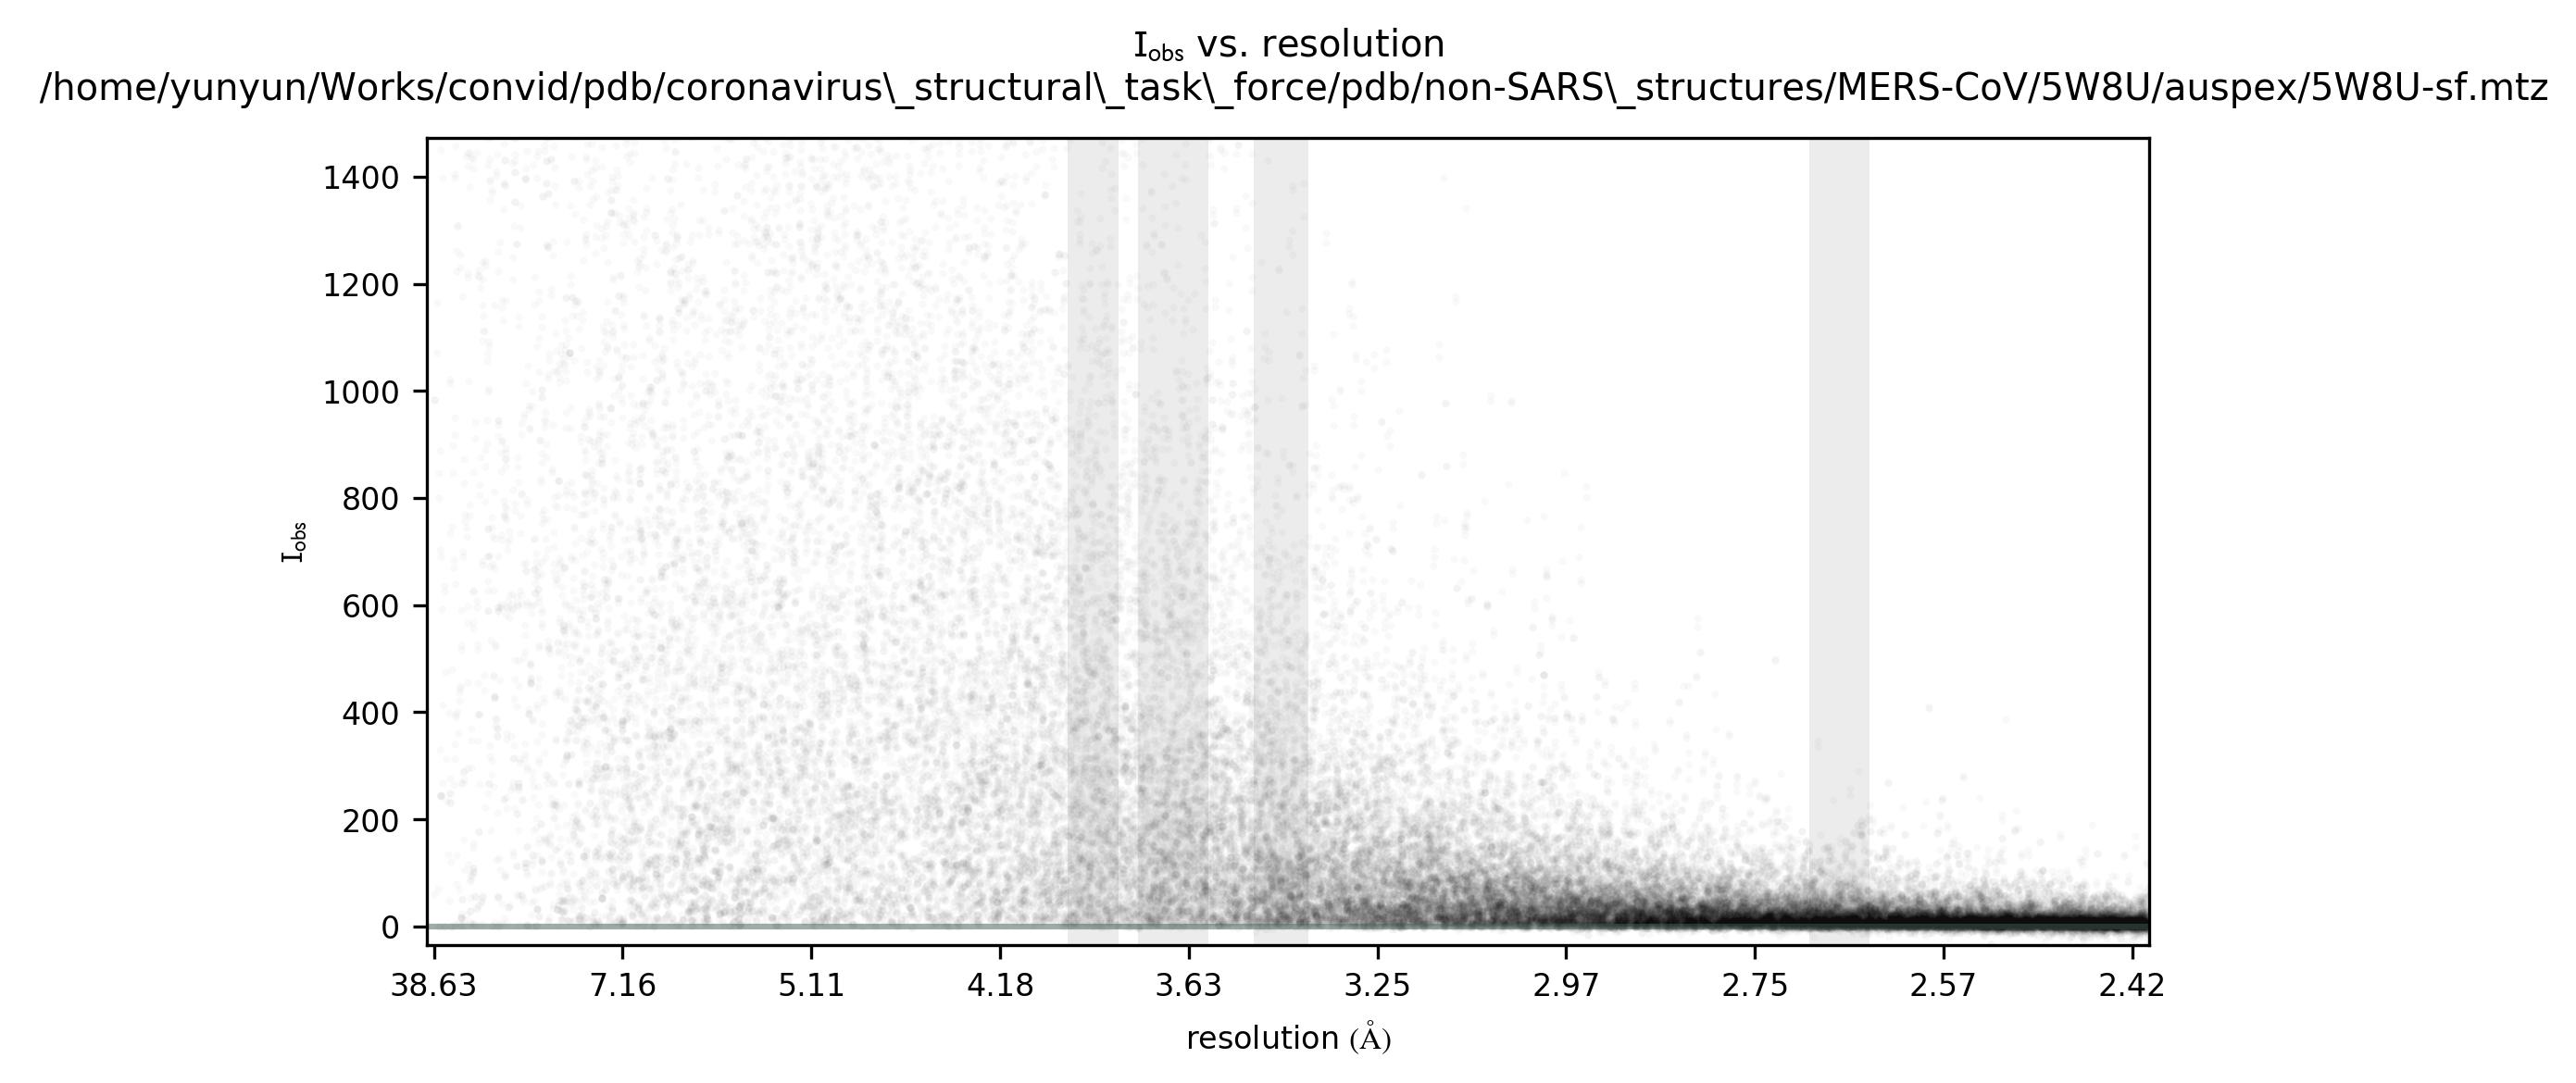 I_obs vs. resolution
/home/yunyun/Works/convid/pdb/coronavirus\_structural\_task\_force/pdb/non-SARS\_structures/MERS-CoV/5W8U/auspex/5W8U-sf.mtz
I_obs
1400
1200
1000
800
600
400
200
0
38.63 7.16 5.11 4.18 3.63 3.25 2.97 2.75 2.57 2.42
resolution (Å)